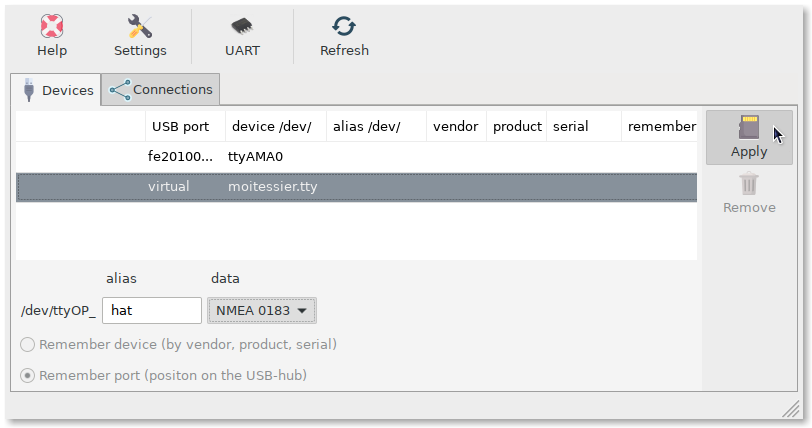 Help Settings UART Refresh
Devices Connections
USB port device /dev/ alias /dev/ vendor product serial remember
fe20100... ttyAMA0
virtual moitessier.tty
Apply
Remove
alias data
/dev/ttyOP_ hat NMEA 0183
Remember device (by vendor, product, serial)
Remember port (positon on the USB-hub)